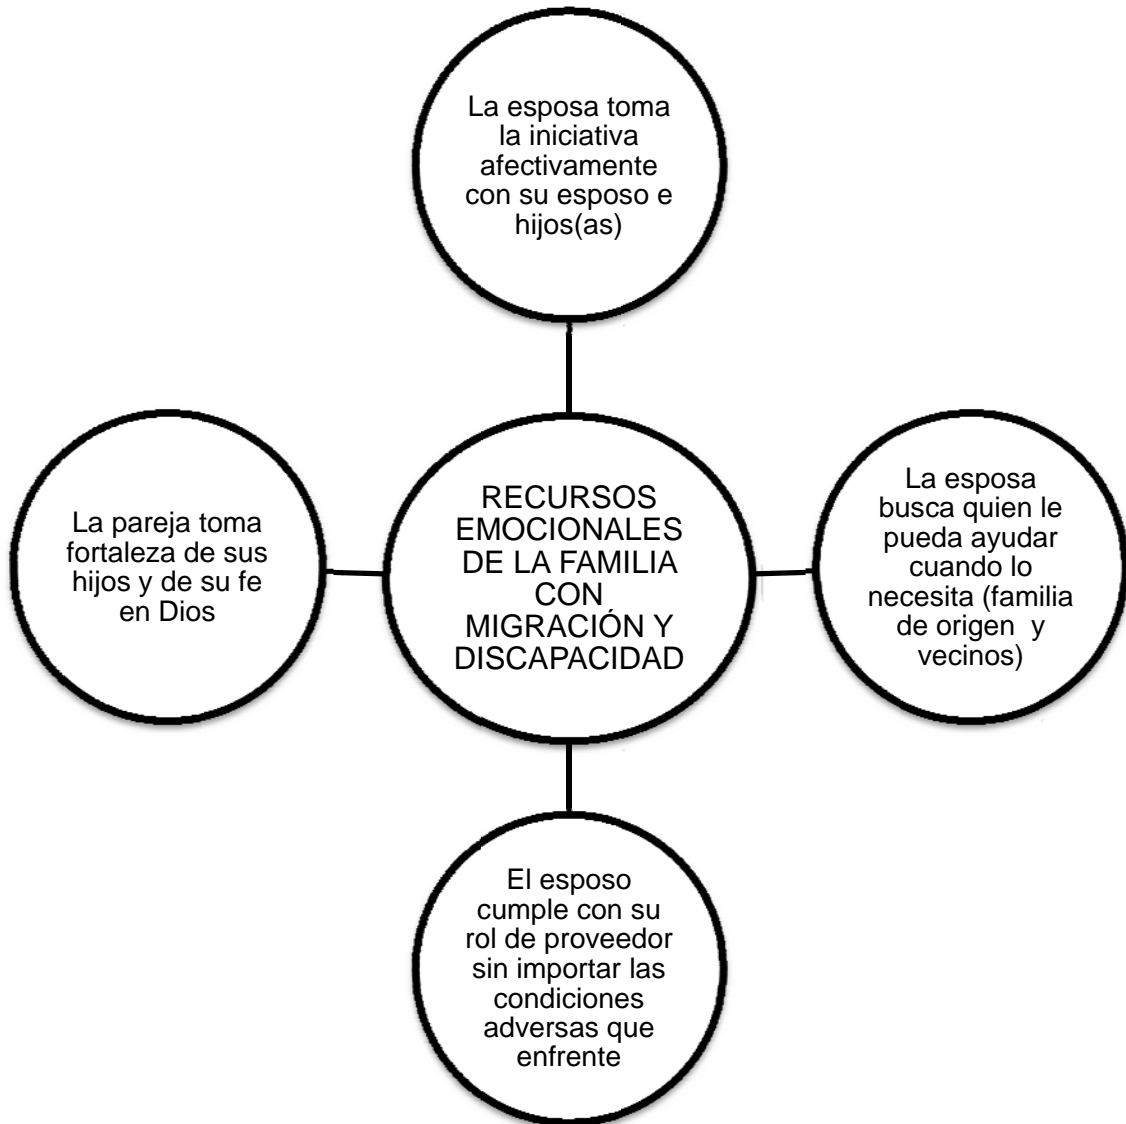 La esposa toma
la iniciativa
afectivamente
con su esposo e
hijos(as)
La pareja toma
fortaleza de sus
hijos y de su fe
en Dios
RECURSOS
EMOCIONALES
DE LA FAMILIA
CON
MIGRACIÓN Y
DISCAPACIDAD
La esposa
busca quien le
pueda ayudar
cuando lo
necesita (familia
de origen  y
vecinos)
El esposo
cumple con su
rol de proveedor
sin importar las
condiciones
adversas que
enfrente